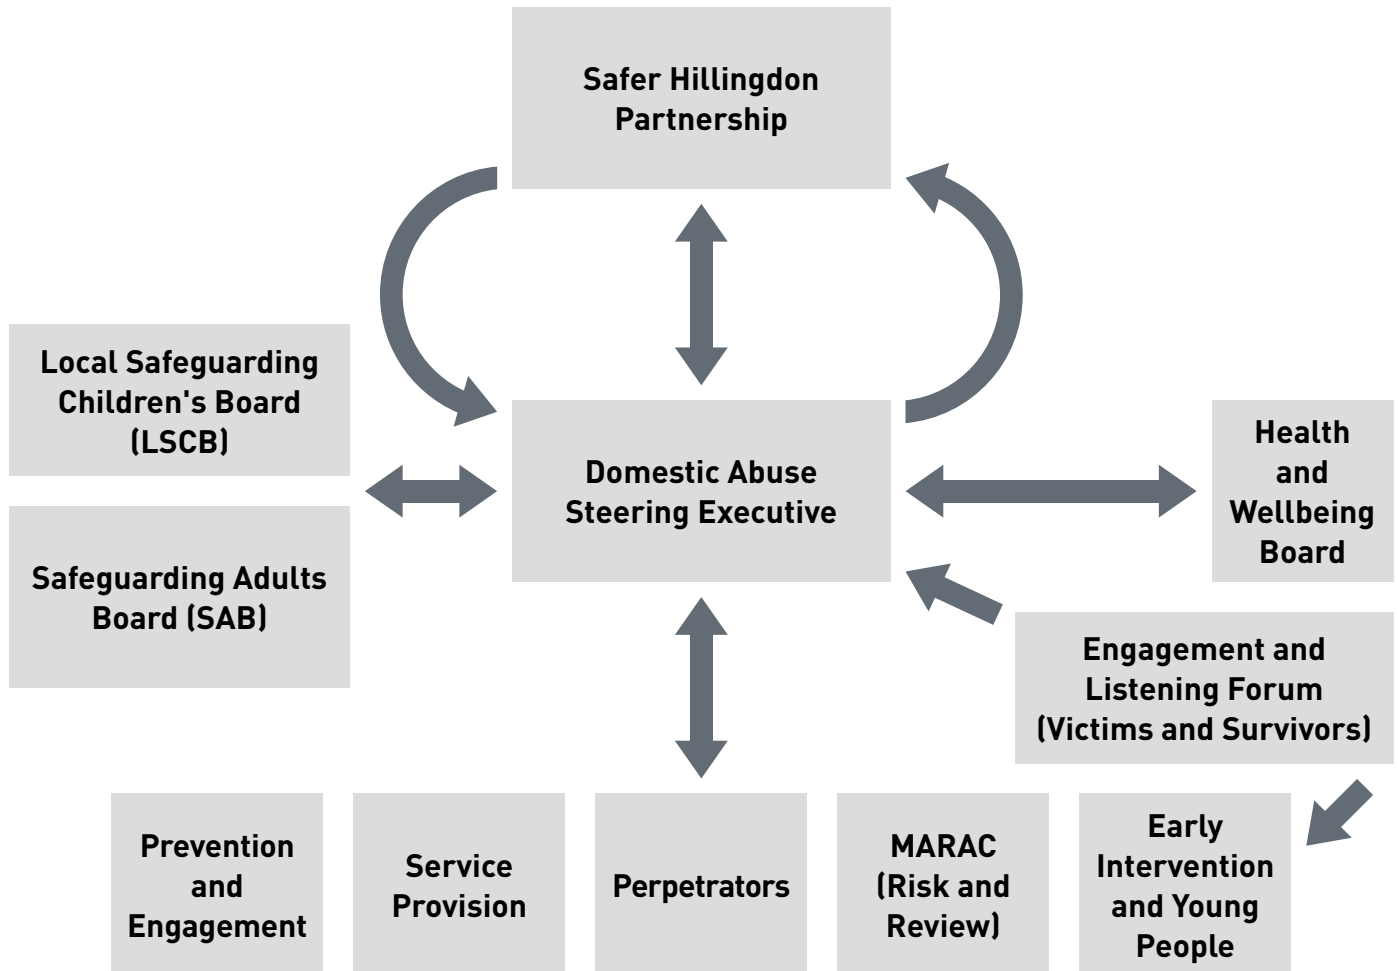 Safer Hillingdon
Partnership
Local Safeguarding
Children's Board
(LSCB)
Domestic Abuse
Steering Executive
Health
and
Wellbeing
Board
Safeguarding Adults
Board (SAB)
Engagement and
Listening Forum
(Victims and Survivors)
Prevention
and
Engagement
Service
Provision
Perpetrators
MARAC
(Risk and
Review)
Early
Intervention
and Young
People